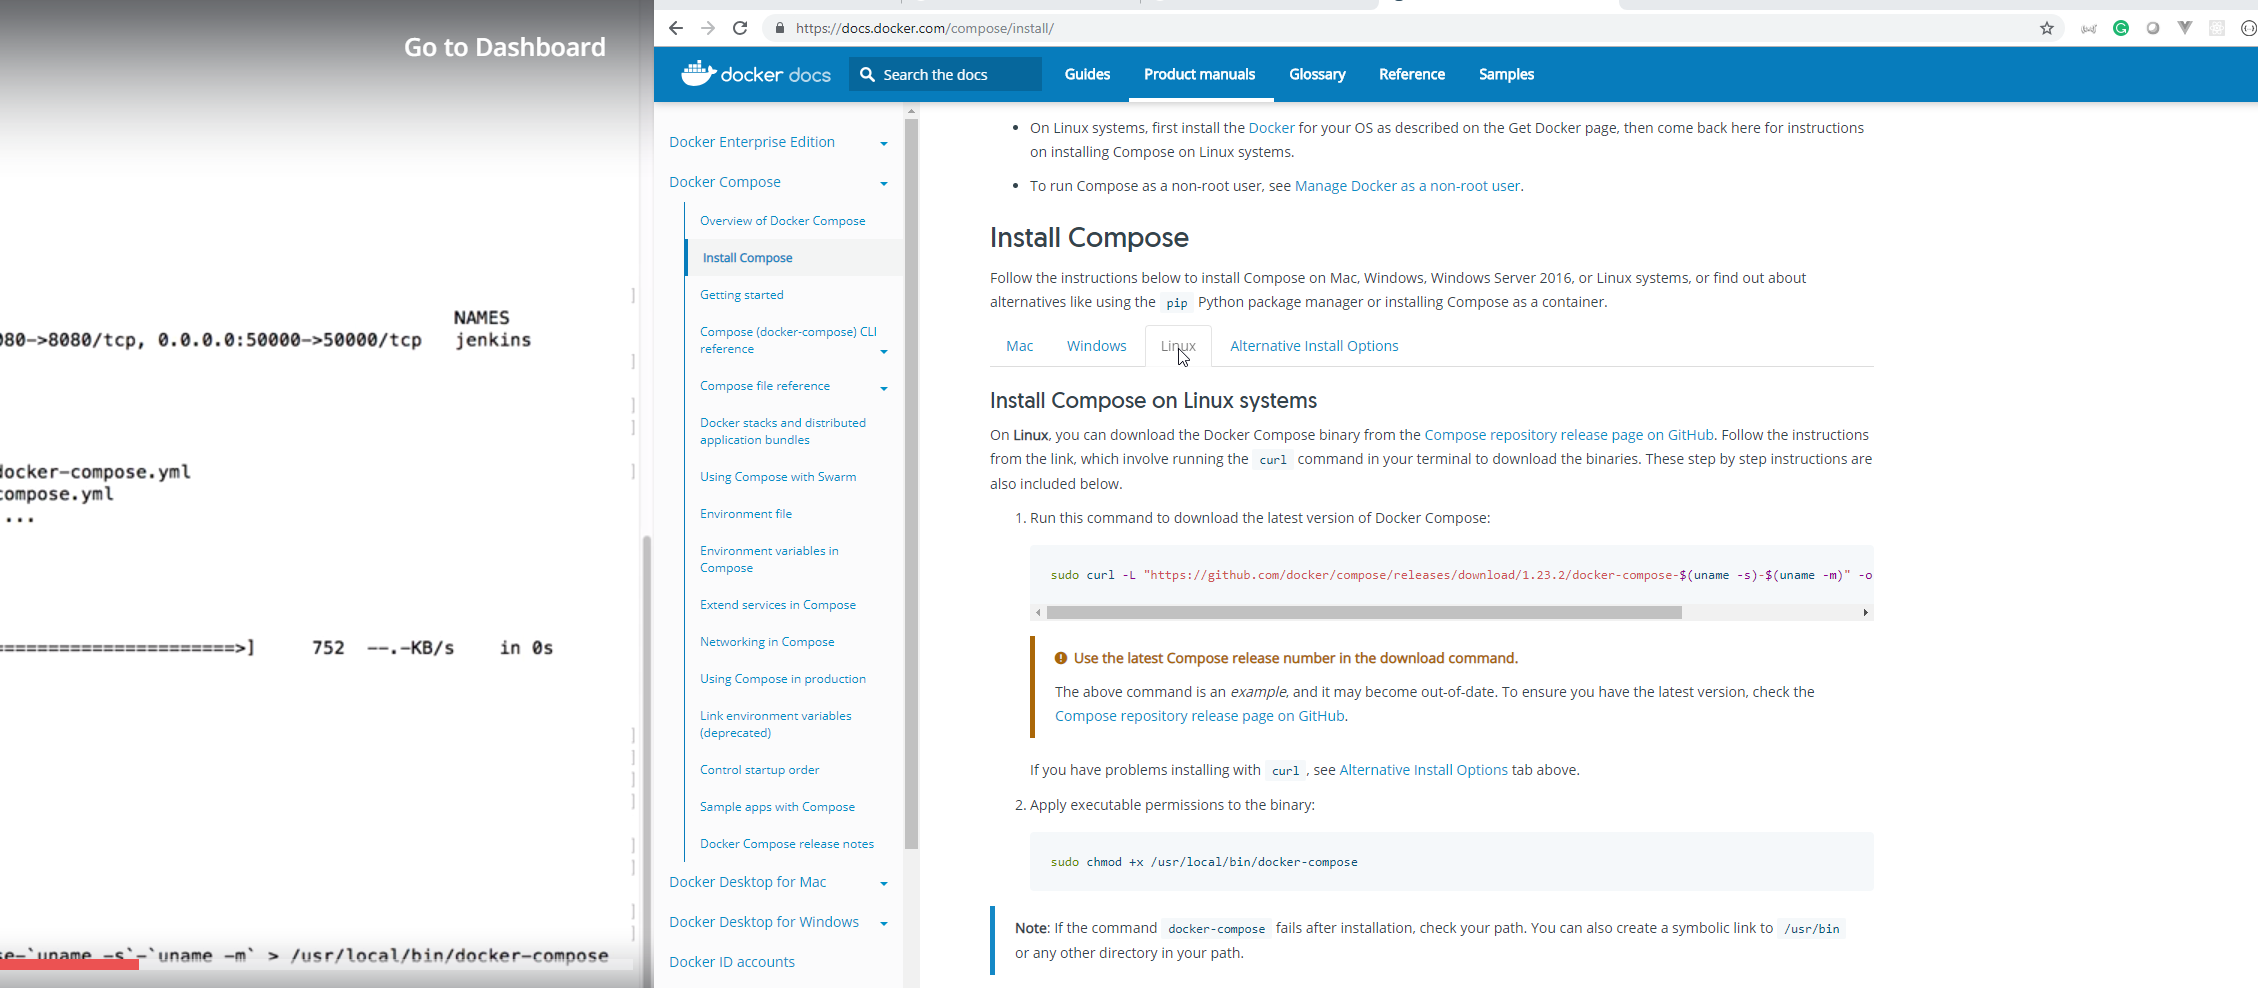 Go to Dashboard
NAMES
080->8080/tcp, 0.0.0.0:50000->50000/tcp jenkins
docker-compose.yml
compose.yml
...
======================>] 752 --.-KB/s in 0s
se-`uname -s`-`uname -m` > /usr/local/bin/docker-compose
https://docs.docker.com/compose/install/
docker docs
Search the docs
Guides
Product manuals
Glossary
Reference
Samples
Docker Enterprise Edition
Docker Compose
Overview of Docker Compose
Install Compose
Getting started
Compose (docker-compose) CLI
reference
Compose file reference
Docker stacks and distributed
application bundles
Using Compose with Swarm
Environment file
Environment variables in
Compose
Extend services in Compose
Networking in Compose
Using Compose in production
Link environment variables
(deprecated)
Control startup order
Sample apps with Compose
Docker Compose release notes
Docker Desktop for Mac
Docker Desktop for Windows
Docker ID accounts
• On Linux systems, first install the Docker for your OS as described on the Get Docker page, then come back here for instructions
on installing Compose on Linux systems.
• To run Compose as a non-root user, see Manage Docker as a non-root user.
Install Compose
Follow the instructions below to install Compose on Mac, Windows, Windows Server 2016, or Linux systems, or find out about
alternatives like using the pip Python package manager or installing Compose as a container.
Mac
Windows
Linux
Alternative Install Options
Install Compose on Linux systems
On Linux, you can download the Docker Compose binary from the Compose repository release page on GitHub. Follow the instructions
from the link, which involve running the curl command in your terminal to download the binaries. These step by step instructions are
also included below.
1. Run this command to download the latest version of Docker Compose:
sudo curl -L "https://github.com/docker/compose/releases/download/1.23.2/docker-compose-$(uname -s)-$(uname -m)" -o
Use the latest Compose release number in the download command.
The above command is an example, and it may become out-of-date. To ensure you have the latest version, check the
Compose repository release page on GitHub.
If you have problems installing with curl, see Alternative Install Options tab above.
2. Apply executable permissions to the binary:
sudo chmod +x /usr/local/bin/docker-compose
Note: If the command docker-compose fails after installation, check your path. You can also create a symbolic link to /usr/bin
or any other directory in your path.